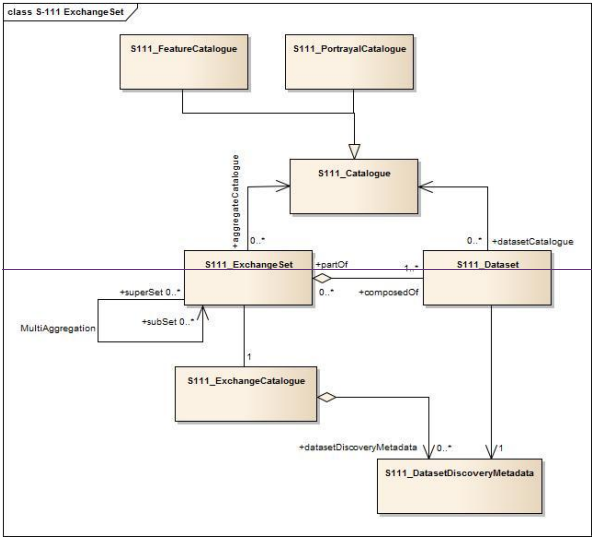 class S-111 ExchangeSet
S111_FeatureCatalogue
S111_PortrayalCatalogue
S111_Catalogue
+aggregateCatalogue
0..*
0..*
+datasetCatalogue
S111_ExchangeSet
+partOf
1..*
S111_Dataset
0..*
+composedOf
+superSet 0..*
+subSet 0..*
MultiAggregation
1
S111_ExchangeCatalogue
+datasetDiscoveryMetadata
0..*
1
S111_DatasetDiscoveryMetadata